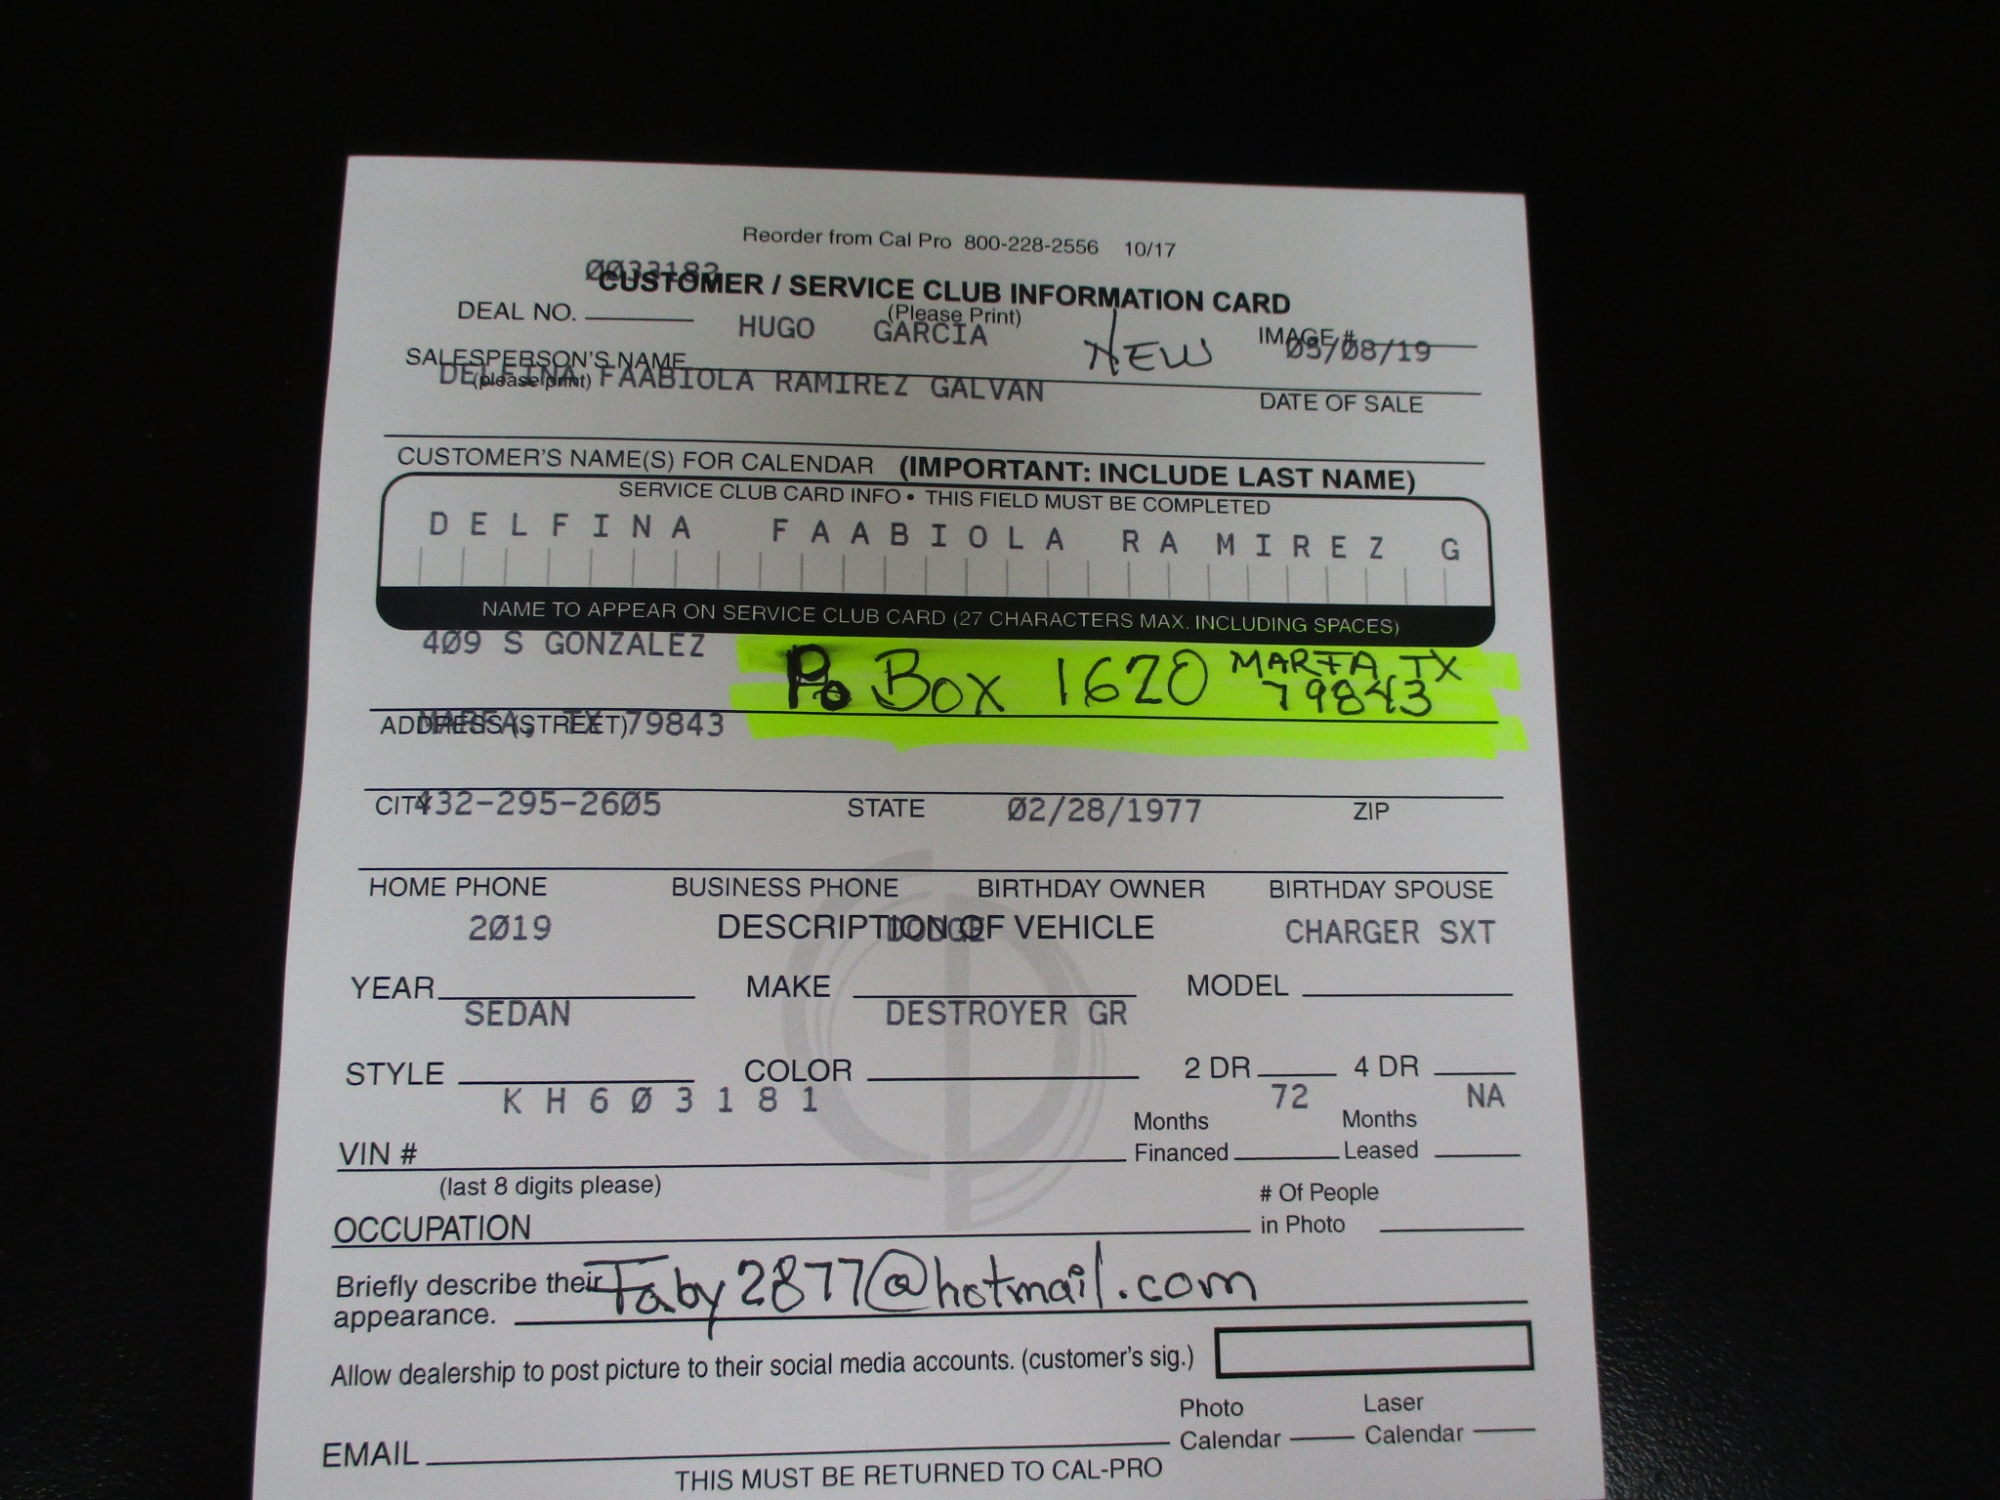 Reorder from Cal Pro 800-228-2556 10/17
0033182
CUSTOMER / SERVICE CLUB INFORMATION CARD
(Please Print)
DEAL NO. HUGO GARCIA NEW IMAGE #
05/08/19
SALESPERSON'S NAME
(please print)
DELFINA FAABIOLA RAMIREZ GALVAN
DATE OF SALE
CUSTOMER'S NAME(S) FOR CALENDAR (IMPORTANT: INCLUDE LAST NAME)
SERVICE CLUB CARD INFO • THIS FIELD MUST BE COMPLETED
DELFINA FAABIOLA RAMIREZ G
NAME TO APPEAR ON SERVICE CLUB CARD (27 CHARACTERS MAX. INCLUDING SPACES)
409 S GONZALEZ Po Box 1620 MARFA, TX
79843
ADDRESS (STREET)
MARFA, TX 79843
CITY STATE ZIP
432-295-2605 02/28/1977
HOME PHONE BUSINESS PHONE BIRTHDAY OWNER BIRTHDAY SPOUSE
DESCRIPTION OF VEHICLE
2019 DODGE CHARGER SXT
YEAR MAKE MODEL
SEDAN DESTROYER GR
STYLE COLOR 2 DR 4 DR
KH603181 72 NA
VIN # Months Financed Months Leased
(last 8 digits please)
OCCUPATION # Of People in Photo
Briefly describe their
appearance. Faby2877@hotmail.com
Allow dealership to post picture to their social media accounts. (customer's sig.)
EMAIL Photo Calendar Laser Calendar
THIS MUST BE RETURNED TO CAL-PRO